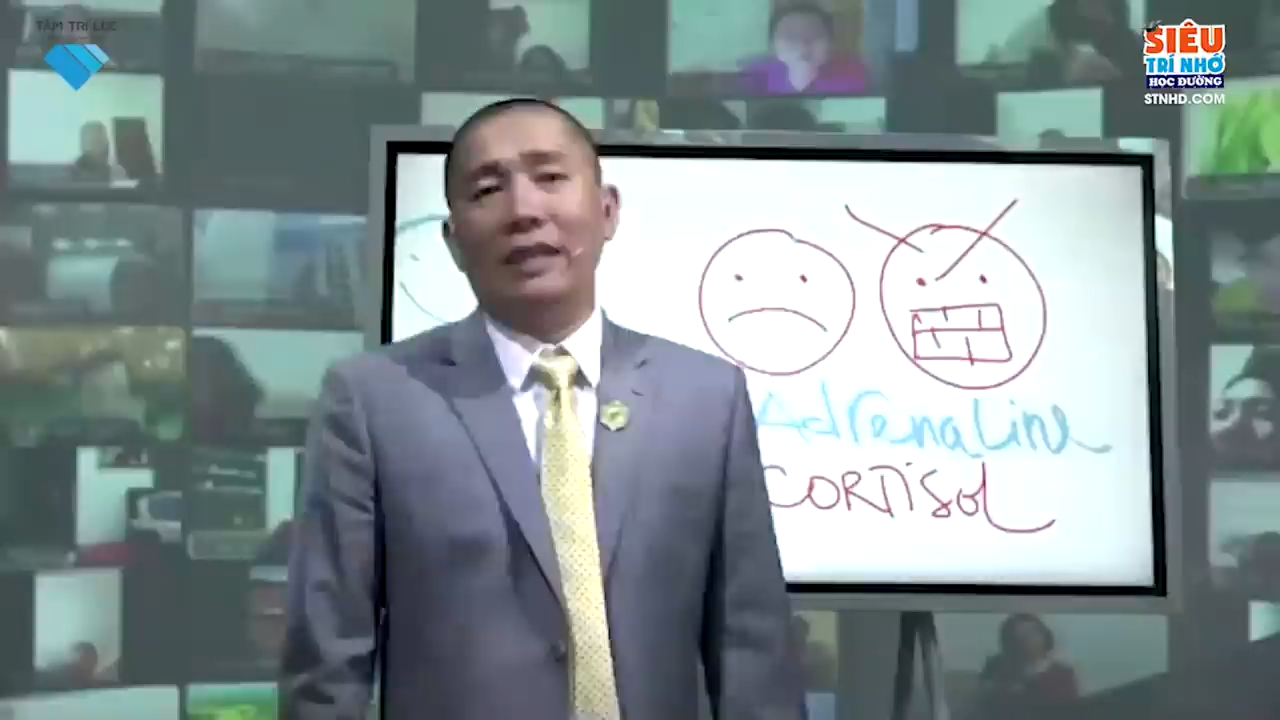 TÂM TRÍ LỰC
SIÊU
TRÍ NHỚ
HỌC ĐƯỜNG
STNHD.COM
Adrenaline
CORTISol